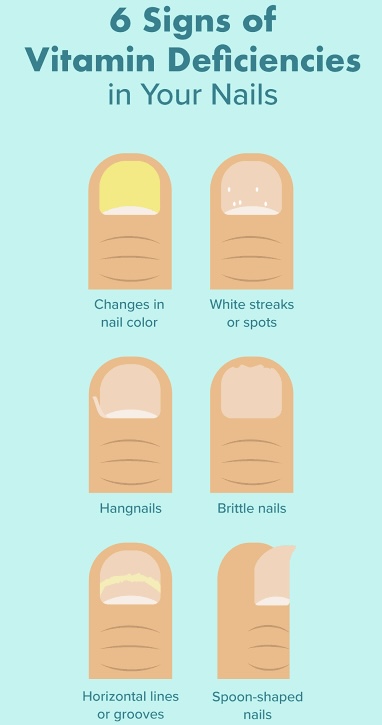 6 Signs of
Vitamin Deficiencies
in Your Nails
Changes in
nail color
White streaks
or spots
Hangnails
Brittle nails
Horizontal lines
or grooves
Spoon-shaped
nails